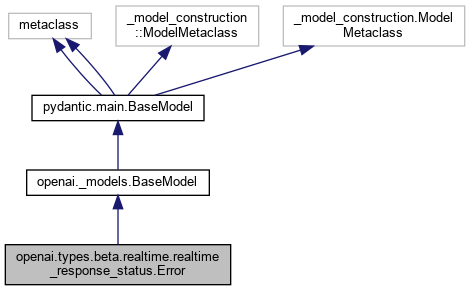 metaclass
_model_construction
::ModelMetaclass
_model_construction.Model
Metaclass
pydantic.main.BaseModel
openai._models.BaseModel
openai.types.beta.realtime.realtime
_response_status.Error